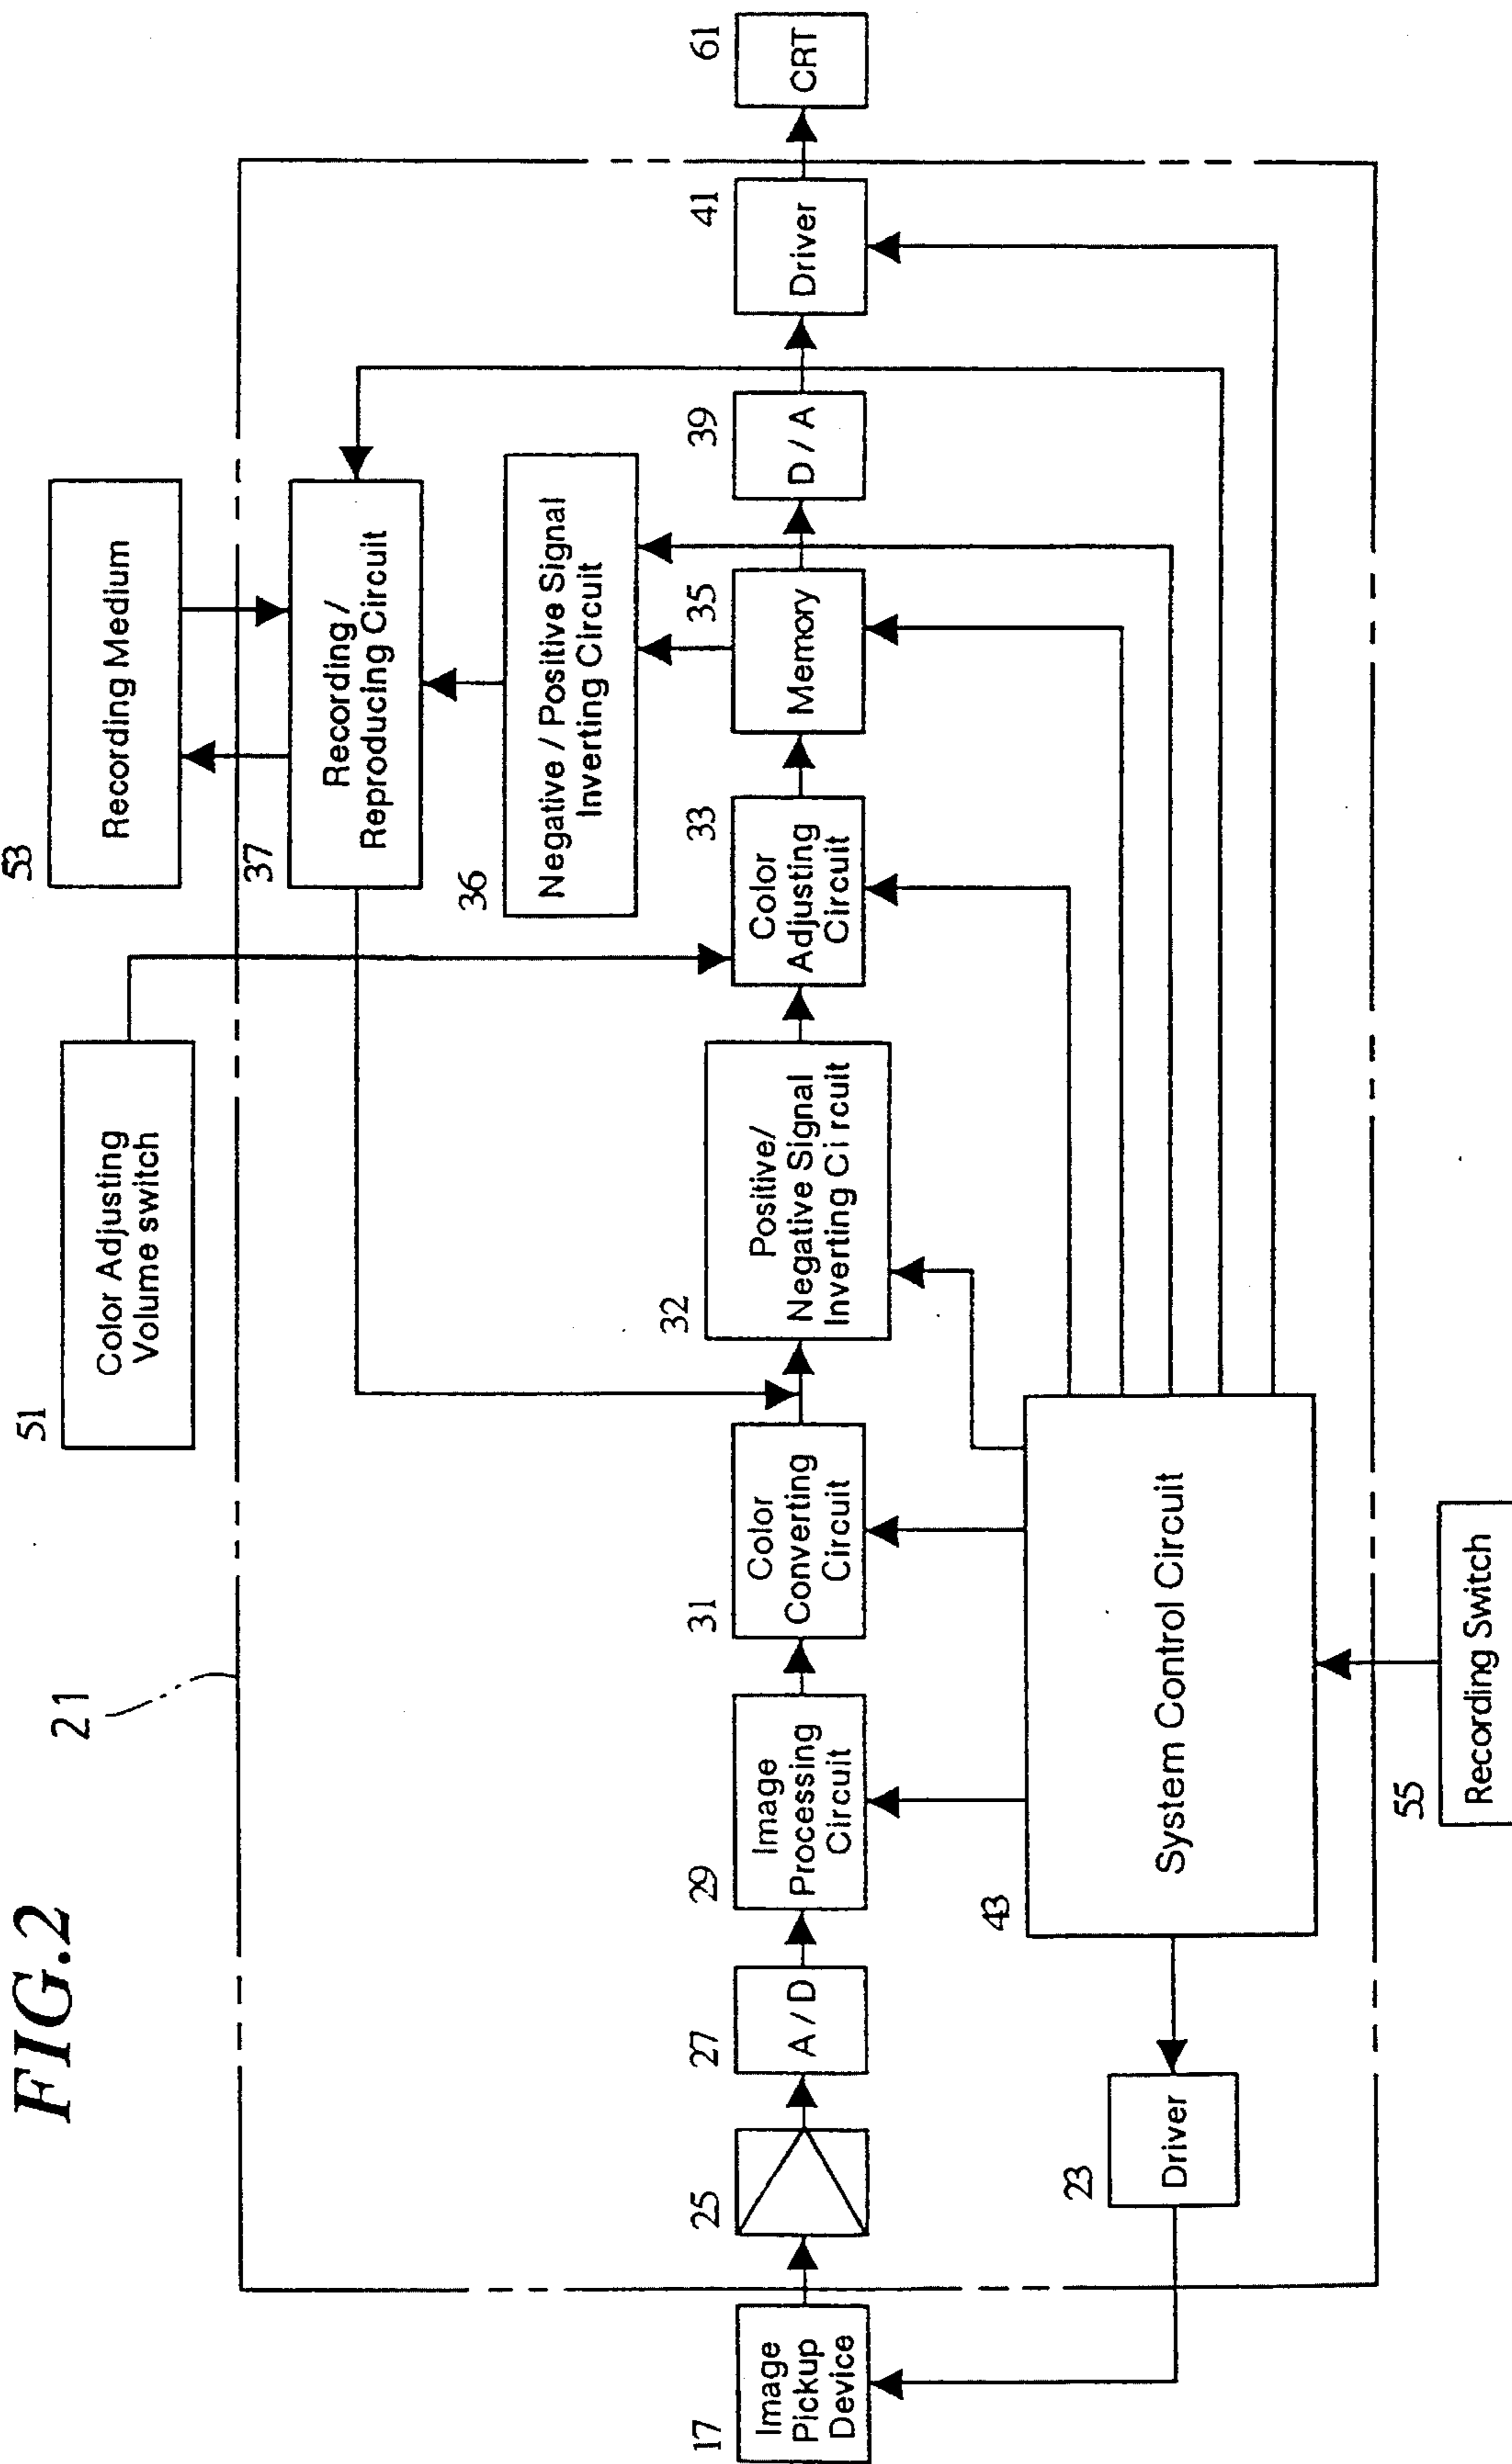 FIG.2
21
51
Color Adjusting
Volume switch
53
Recording Medium
37
Recording /
Reproducing Circuit
36
Negative / Positive Signal
Inverting Circuit
17
Image
Pickup
Device
25
27
A / D
29
Image
Processing
Circuit
31
Color
Converting
Circuit
32
Positive/
Negative Signal
Inverting Circuit
33
Color
Adjusting
Circuit
35
Memory
39
D / A
41
Driver
61
CRT
23
Driver
43
System Control Circuit
55
Recording Switch